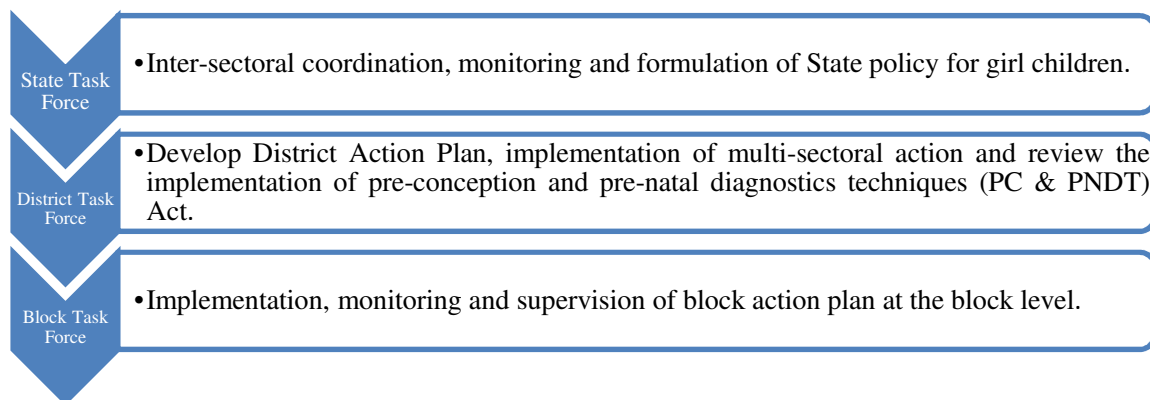 State Task
Force
•Inter-sectoral coordination, monitoring and formulation of State policy for girl children.
District Task
Force
•Develop District Action Plan, implementation of multi-sectoral action and review the
implementation of pre-conception and pre-natal diagnostics techniques (PC & PNDT)
Act.
Block Task
Force
•Implementation, monitoring and supervision of block action plan at the block level.